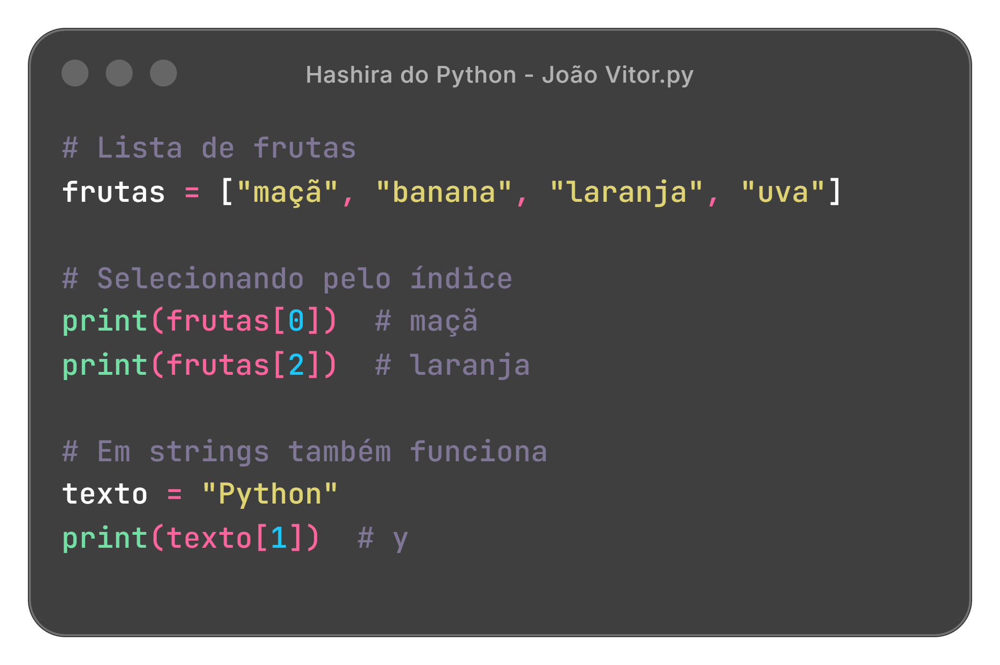 Hashira do Python - João Vitor.py
# Lista de frutas
frutas = ["maçã", "banana", "laranja", "uva"]
# Selecionando pelo índice
print(frutas[0])  # maçã
print(frutas[2])  # laranja
# Em strings também funciona
texto = "Python"
print(texto[1])  # y